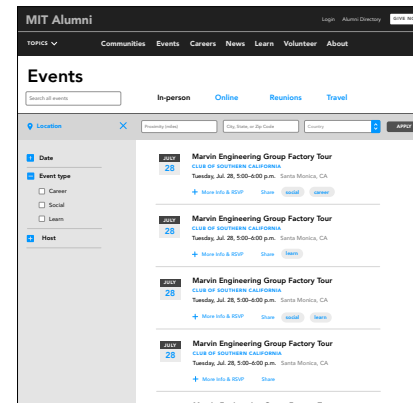 MIT Alumni
Login Alumni Directory GIVE NOW
TOPICS Communities Events Careers News Learn Volunteer About
Events
Search all events
In-person Online Reunions Travel
Location Proximity (miles) City, State, or Zip Code Country APPLY
Date
Event type
Career
Social
Learn
Host
JULY 28
Marvin Engineering Group Factory Tour
CLUB OF SOUTHERN CALIFORNIA
Tuesday, Jul. 28, 5:00–6:00 p.m. Santa Monica, CA
+ More Info & RSVP Share social career
JULY 28
Marvin Engineering Group Factory Tour
CLUB OF SOUTHERN CALIFORNIA
Tuesday, Jul. 28, 5:00–6:00 p.m. Santa Monica, CA
+ More Info & RSVP Share learn
JULY 28
Marvin Engineering Group Factory Tour
CLUB OF SOUTHERN CALIFORNIA
Tuesday, Jul. 28, 5:00–6:00 p.m. Santa Monica, CA
+ More Info & RSVP Share social learn
JULY 28
Marvin Engineering Group Factory Tour
CLUB OF SOUTHERN CALIFORNIA
Tuesday, Jul. 28, 5:00–6:00 p.m. Santa Monica, CA
+ More Info & RSVP Share